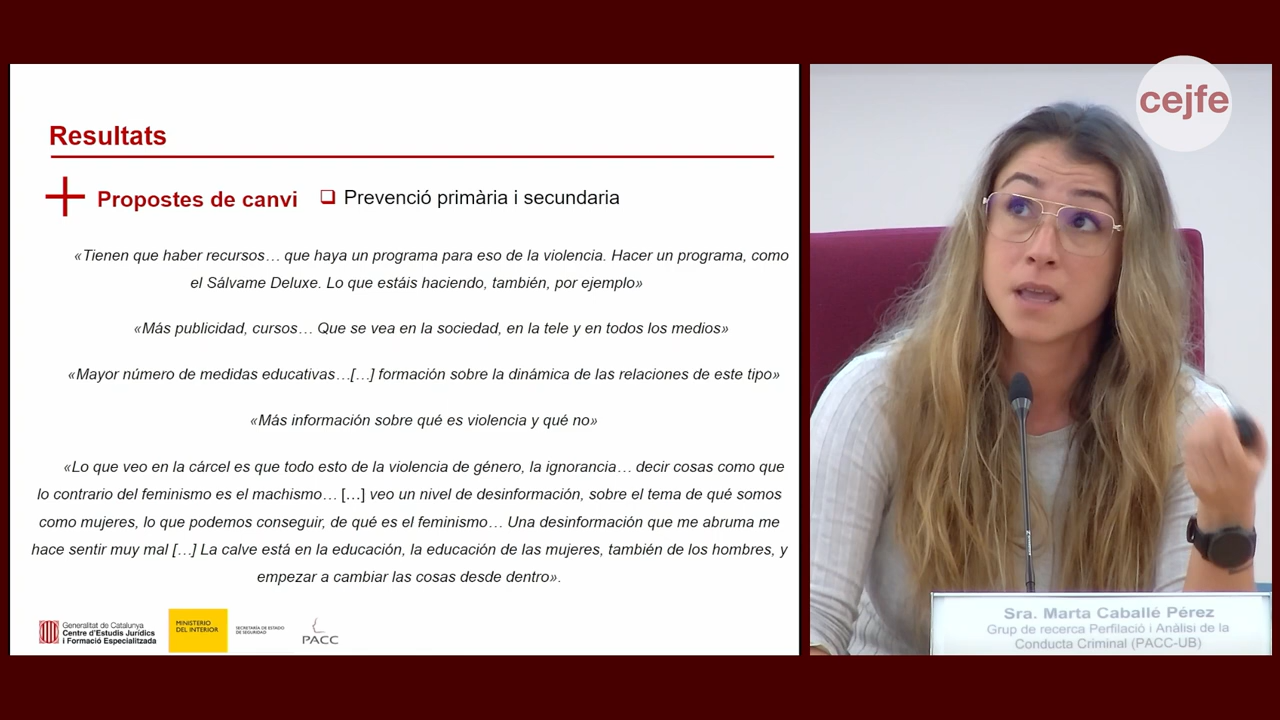 Resultats
Propostes de canvi
❑ Prevenció primària i secundaria
«Tienen que haber recursos… que haya un programa para eso de la violencia. Hacer un programa, como
el Sálvame Deluxe. Lo que estáis haciendo, también, por ejemplo»
«Más publicidad, cursos… Que se vea en la sociedad, en la tele y en todos los medios»
«Mayor número de medidas educativas…[…] formación sobre la dinámica de las relaciones de este tipo»
«Más información sobre qué es violencia y qué no»
«Lo que veo en la cárcel es que todo esto de la violencia de género, la ignorancia… decir cosas como que
lo contrario del feminismo es el machismo… […] veo un nivel de desinformación, sobre el tema de qué somos
como mujeres, lo que podemos conseguir, de qué es el feminismo… Una desinformación que me abruma me
hace sentir muy mal […] La calve está en la educación, la educación de las mujeres, también de los hombres, y
empezar a cambiar las cosas desde dentro».
Generalitat de Catalunya
Centre d'Estudis Jurídics
i Formació Especialitzada
MINISTERIO
DEL INTERIOR
SECRETARÍA DE ESTADO
DE SEGURIDAD
PACC
cejfe
Sra. Marta Caballé Pérez
Grup de recerca Perfilació i Anàlisi de la
Conducta Criminal (PACC-UB)